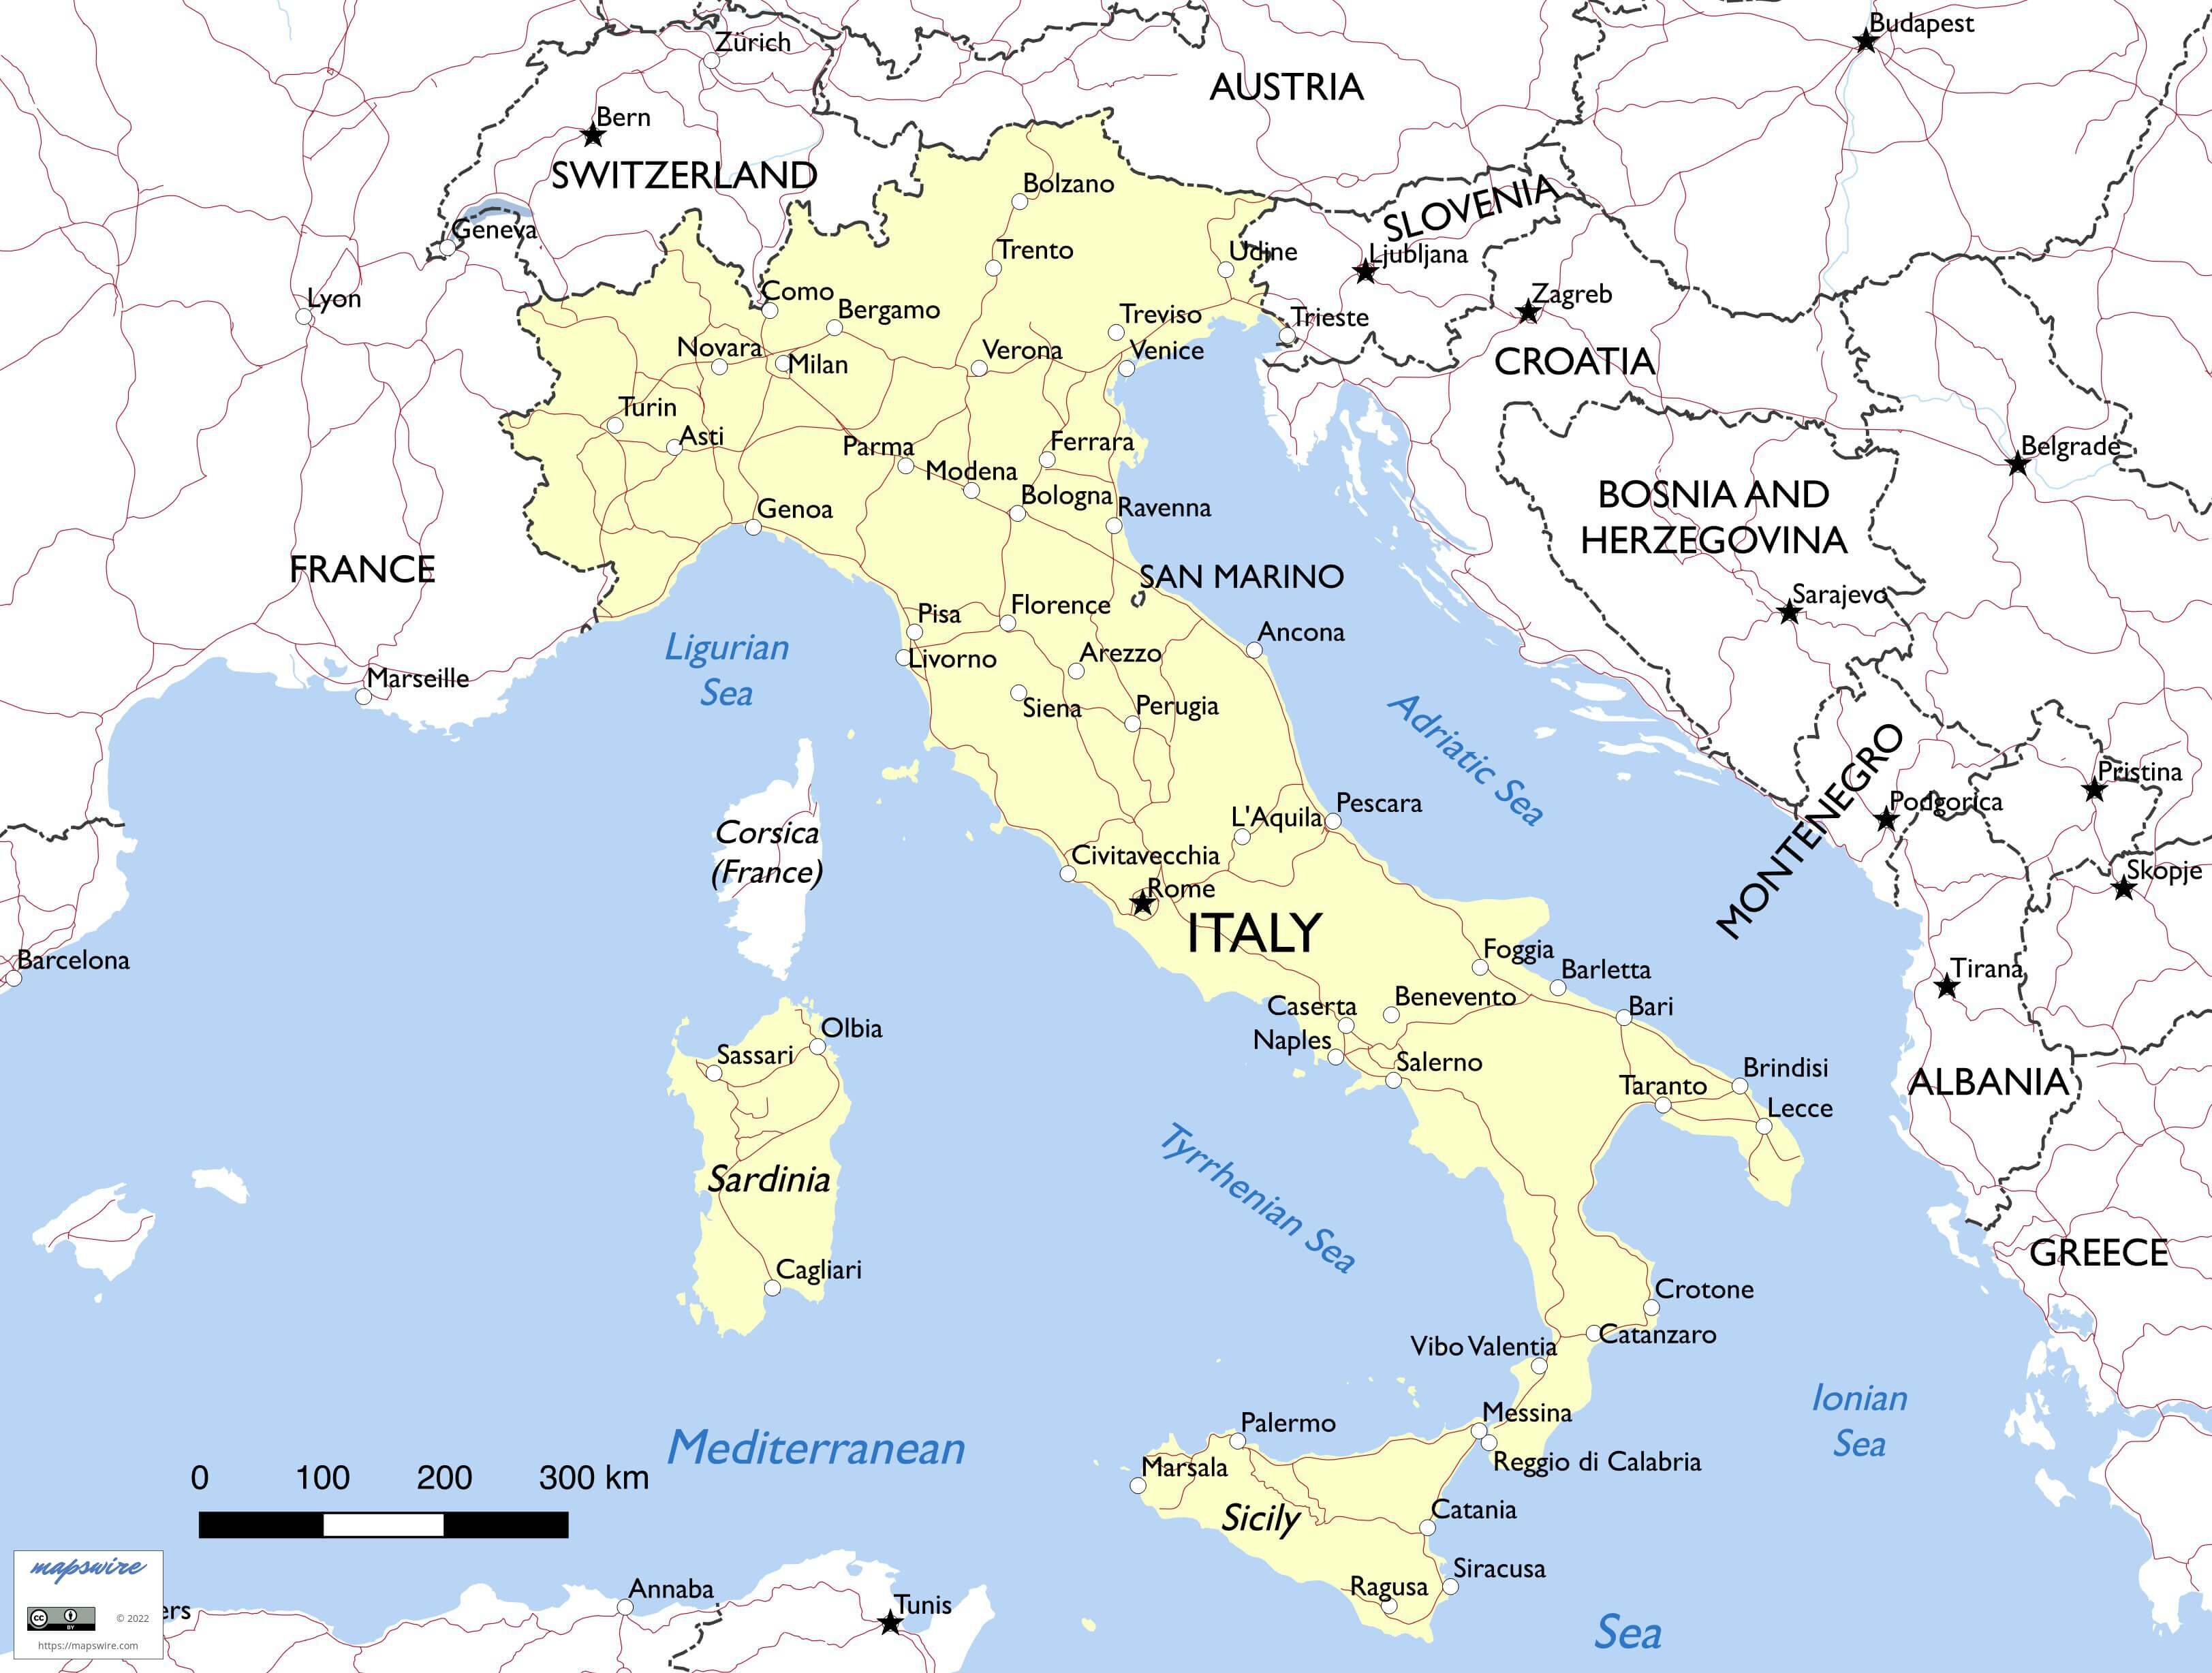 Budapest
Zürich
AUSTRIA
Bern
SWITZERLAND
Bolzano
SLOVENIA
Geneva
Trento
Udine
Ljubljana
Lyon
Como
Bergamo
Zagreb
Treviso
Trieste
Novara
Milan
Verona
Venice
CROATIA
Turin
Asti
Parma
Ferrara
Belgrade
Modena
Bologna
Genoa
Ravenna
BOSNIA AND
HERZEGOVINA
FRANCE
SAN MARINO
Sarajevo
Pisa
Florence
Ancona
Ligurian
Sea
Livorno
Arezzo
Marseille
Siena
Perugia
Adriatic Sea
MONTENEGRO
Pristina
Podgorica
Pescara
L'Aquila
Corsica
(France)
Civitavecchia
Skopje
Rome
ITALY
Foggia
Barcelona
Barletta
Tirana
Caserta
Benevento
Bari
Olbia
Naples
Sassari
Salerno
Brindisi
Taranto
ALBANIA
Lecce
Tyrrhenian Sea
Sardinia
GREECE
Cagliari
Crotone
Catanzaro
Vibo Valentia
Ionian
Sea
Messina
Palermo
Mediterranean
Reggio di Calabria
Marsala
0 100 200 300 km
Sicily
Catania
Siracusa
mapswire
Annaba
Ragusa
Tunis
ers
cc
BY
© 2022
Sea
https://mapswire.com